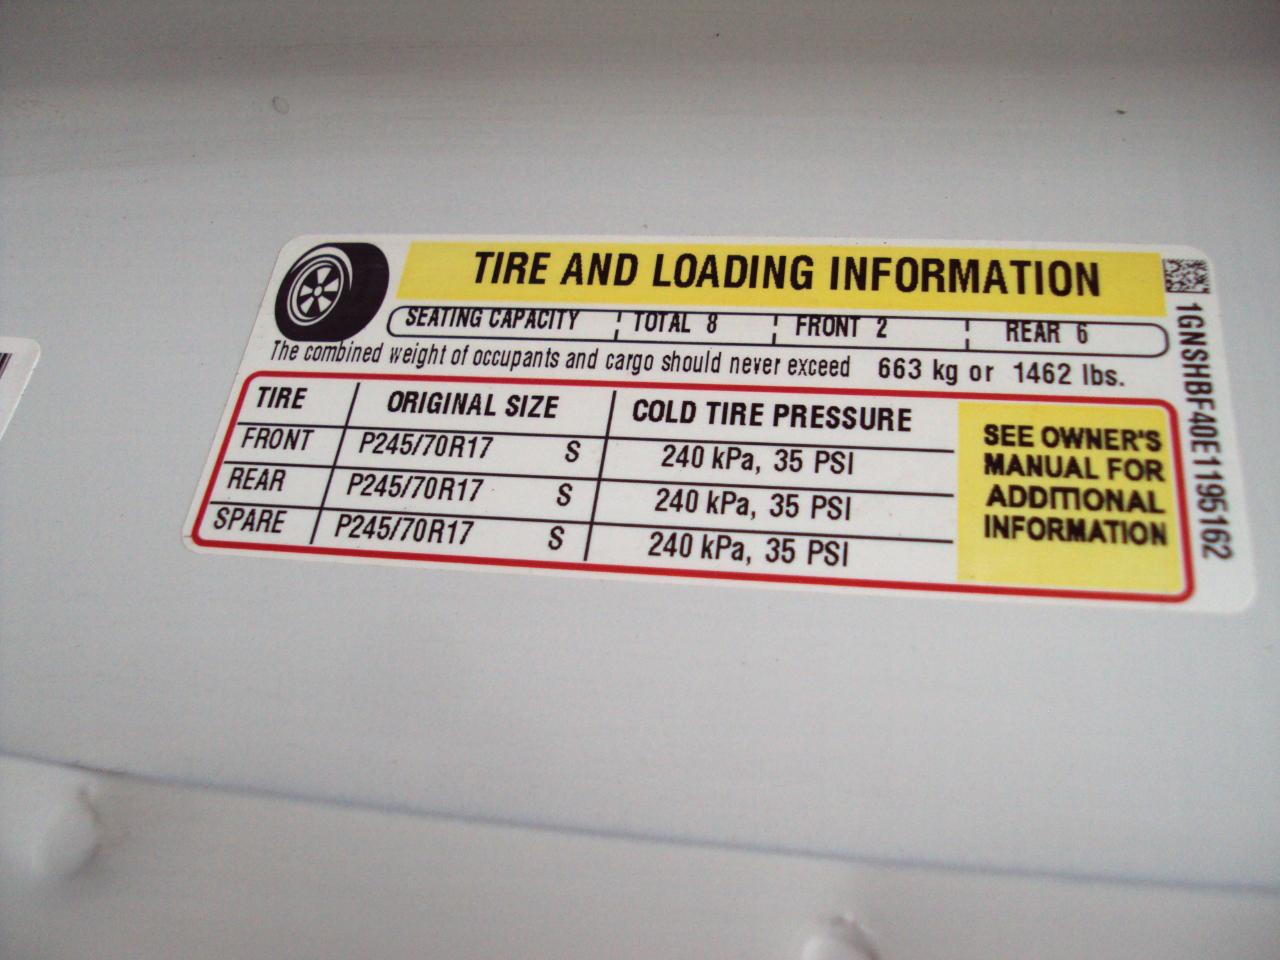 TIRE AND LOADING INFORMATION
SEATING CAPACITY TOTAL 8 FRONT 2 REAR 6
The combined weight of occupants and cargo should never exceed 663 kg or 1462 lbs.
TIRE ORIGINAL SIZE COLD TIRE PRESSURE
FRONT P245/70R17 S 240 kPa, 35 PSI
REAR P245/70R17 S 240 kPa, 35 PSI
SPARE P245/70R17 S 240 kPa, 35 PSI
SEE OWNER'S
MANUAL FOR
ADDITIONAL
INFORMATION
1GNSHBF40E1195162